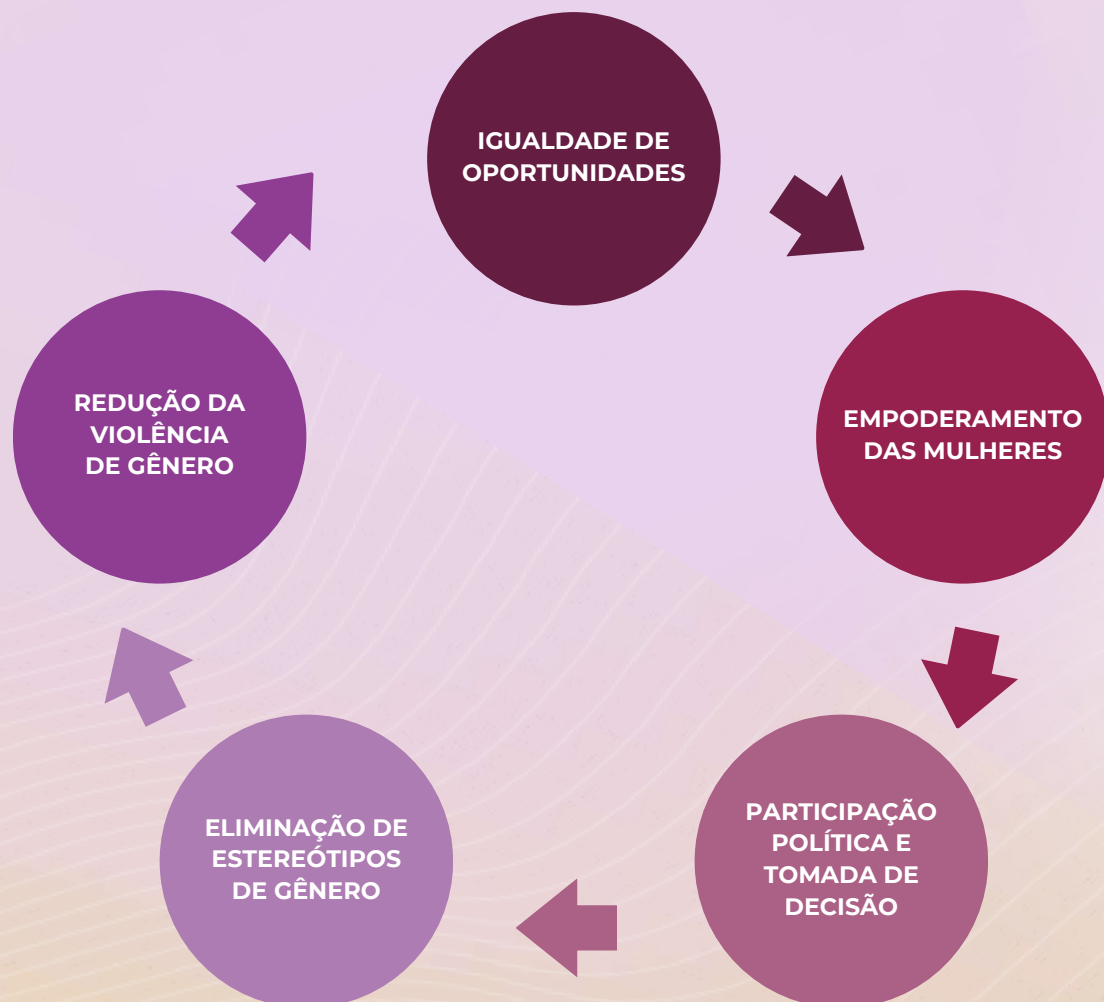 IGUALDADE DE
OPORTUNIDADES
EMPODERAMENTO
DAS MULHERES
PARTICIPAÇÃO
POLÍTICA E
TOMADA DE
DECISÃO
ELIMINAÇÃO DE
ESTEREÓTIPOS
DE GÊNERO
REDUÇÃO DA
VIOLÊNCIA
DE GÊNERO